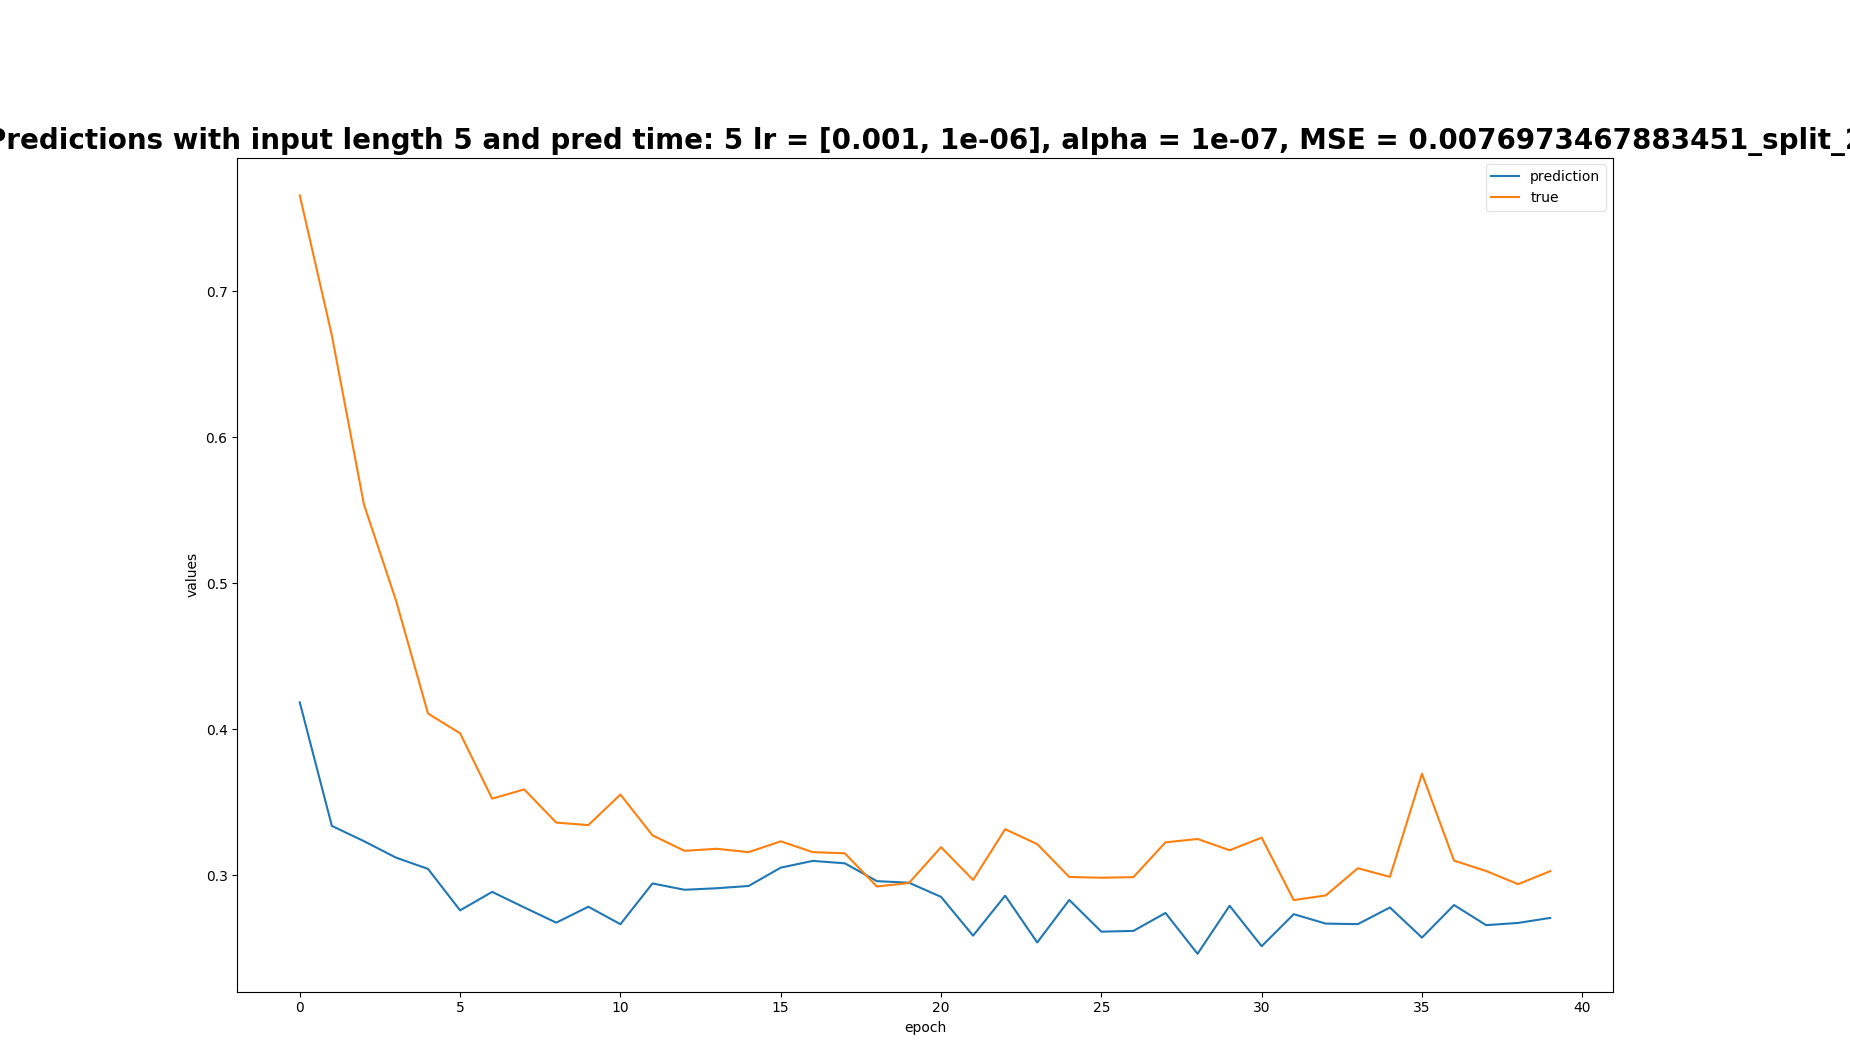 Predictions with input length 5 and pred time: 5 lr = [0.001, 1e-06], alpha = 1e-07, MSE = 0.0076973467883451_split_2
prediction
true
0.7
0.6
0.5
0.4
0.3
values
0 5 10 15 20 25 30 35 40
epoch